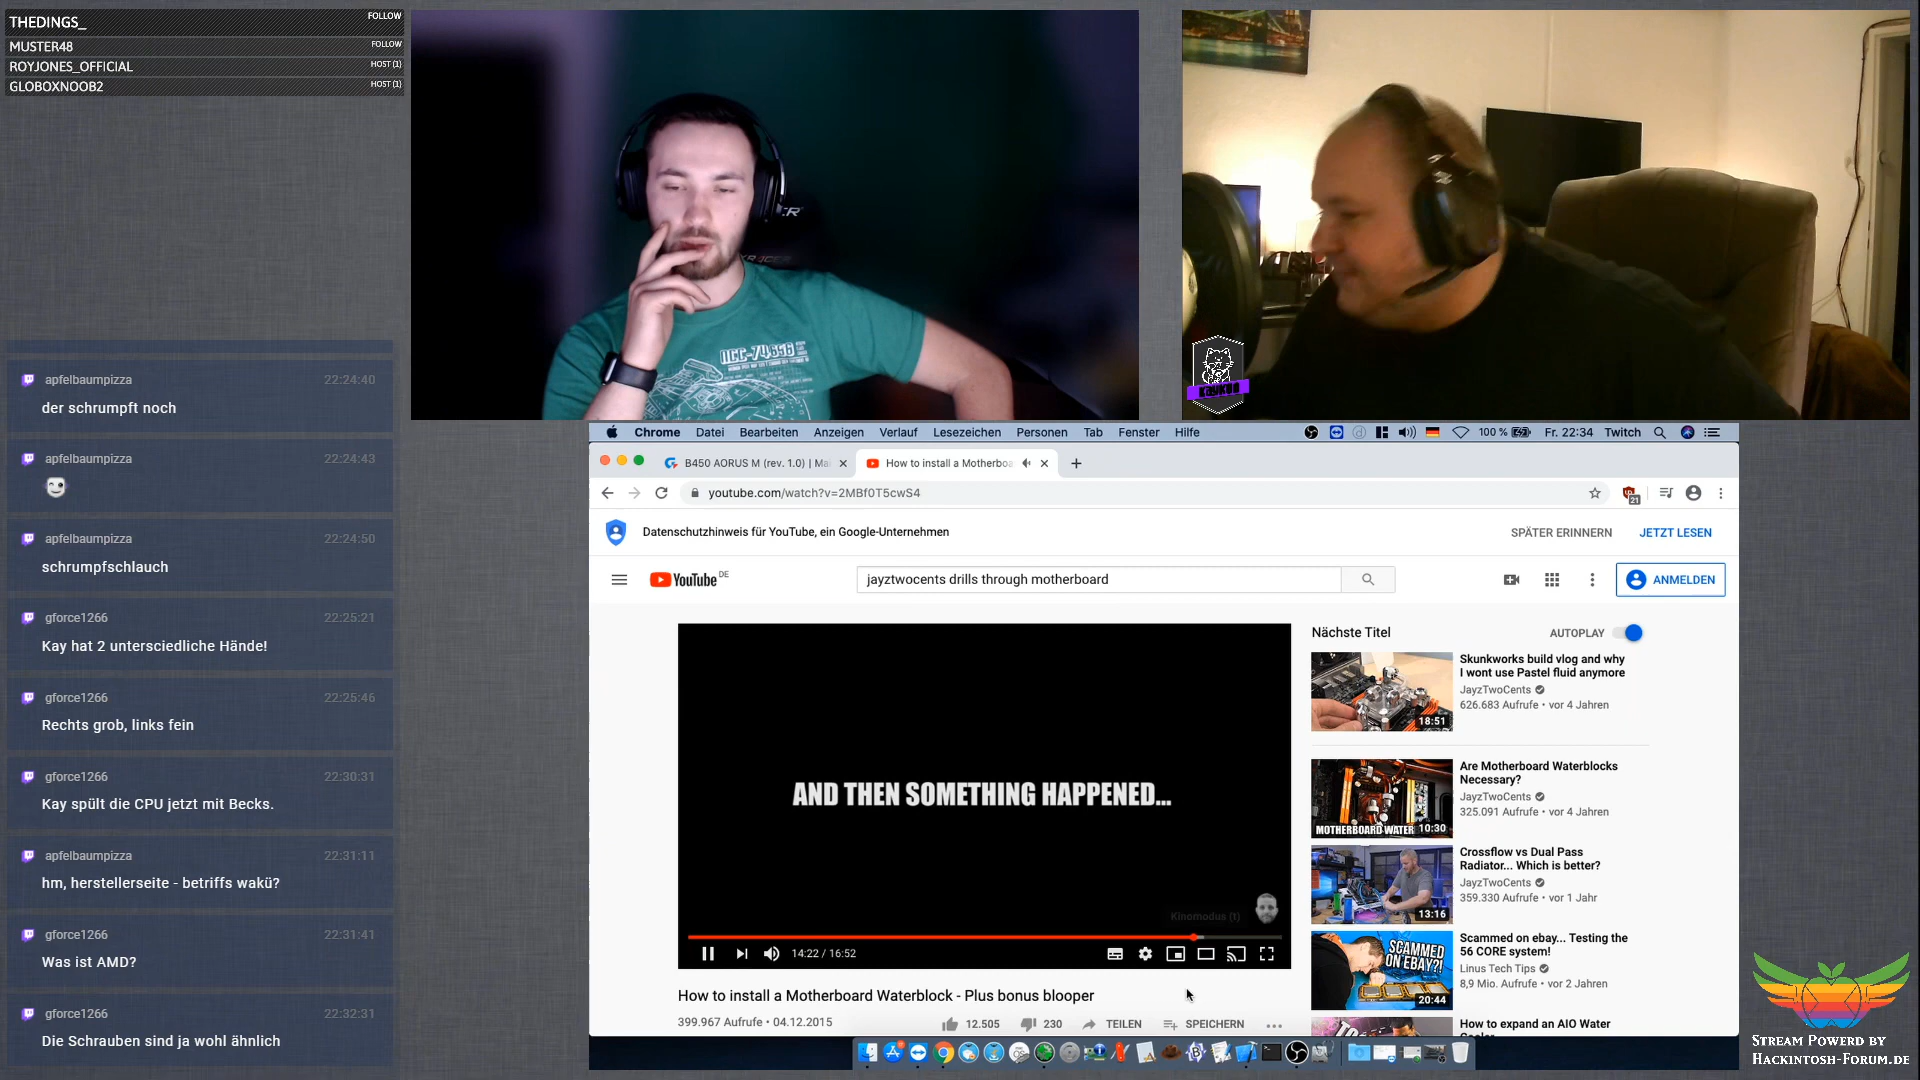 THEDINGS_ FOLLOW
MUSTER48 FOLLOW
ROYJONES_OFFICIAL HOST (1)
GLOBOXNOOB2 HOST (1)
apfelbaumpizza 22:24:40
der schrumpft noch
apfelbaumpizza 22:24:43
apfelbaumpizza 22:24:50
schrumpfschlauch
gforce1266 22:25:21
Kay hat 2 untersciedliche Hände!
gforce1266 22:25:46
Rechts grob, links fein
gforce1266 22:30:31
Kay spült die CPU jetzt mit Becks.
apfelbaumpizza 22:31:11
hm, herstellerseite - betriffs wakü?
gforce1266 22:31:41
Was ist AMD?
gforce1266 22:32:31
Die Schrauben sind ja wohl ähnlich
NCC-74656
Chrome Datei Bearbeiten Anzeigen Verlauf Lesezeichen Personen Tab Fenster Hilfe 100 % Fr. 22:34 Twitch
B450 AORUS M (rev. 1.0) | Ma How to install a Motherboa
youtube.com/watch?v=2MBf0T5cwS4 21
Datenschutzhinweis für YouTube, ein Google-Unternehmen SPÄTER ERINNERN JETZT LESEN
YouTube DE jayztwocents drills through motherboard ANMELDEN
AND THEN SOMETHING HAPPENED...
Kinomodus (t)
14:22 / 16:52
How to install a Motherboard Waterblock - Plus bonus blooper
399.967 Aufrufe • 04.12.2015 12.505 230 TEILEN SPEICHERN
Nächste Titel AUTOPLAY
Skunkworks build vlog and why
I wont use Pastel fluid anymore
JayzTwoCents
626.683 Aufrufe • vor 4 Jahren
18:51
Are Motherboard Waterblocks
Necessary?
JayzTwoCents
325.091 Aufrufe • vor 4 Jahren
MOTHERBOARD WATER 10:30
Crossflow vs Dual Pass
Radiator... Which is better?
JayzTwoCents
359.330 Aufrufe • vor 1 Jahr
13:16
Scammed on ebay... Testing the
56 CORE system!
Linus Tech Tips
8,9 Mio. Aufrufe • vor 2 Jahren
SCAMMED
ON EBAY?!
20:44
How to expand an AIO Water
STREAM POWERD BY
HACKINTOSH-FORUM.DE